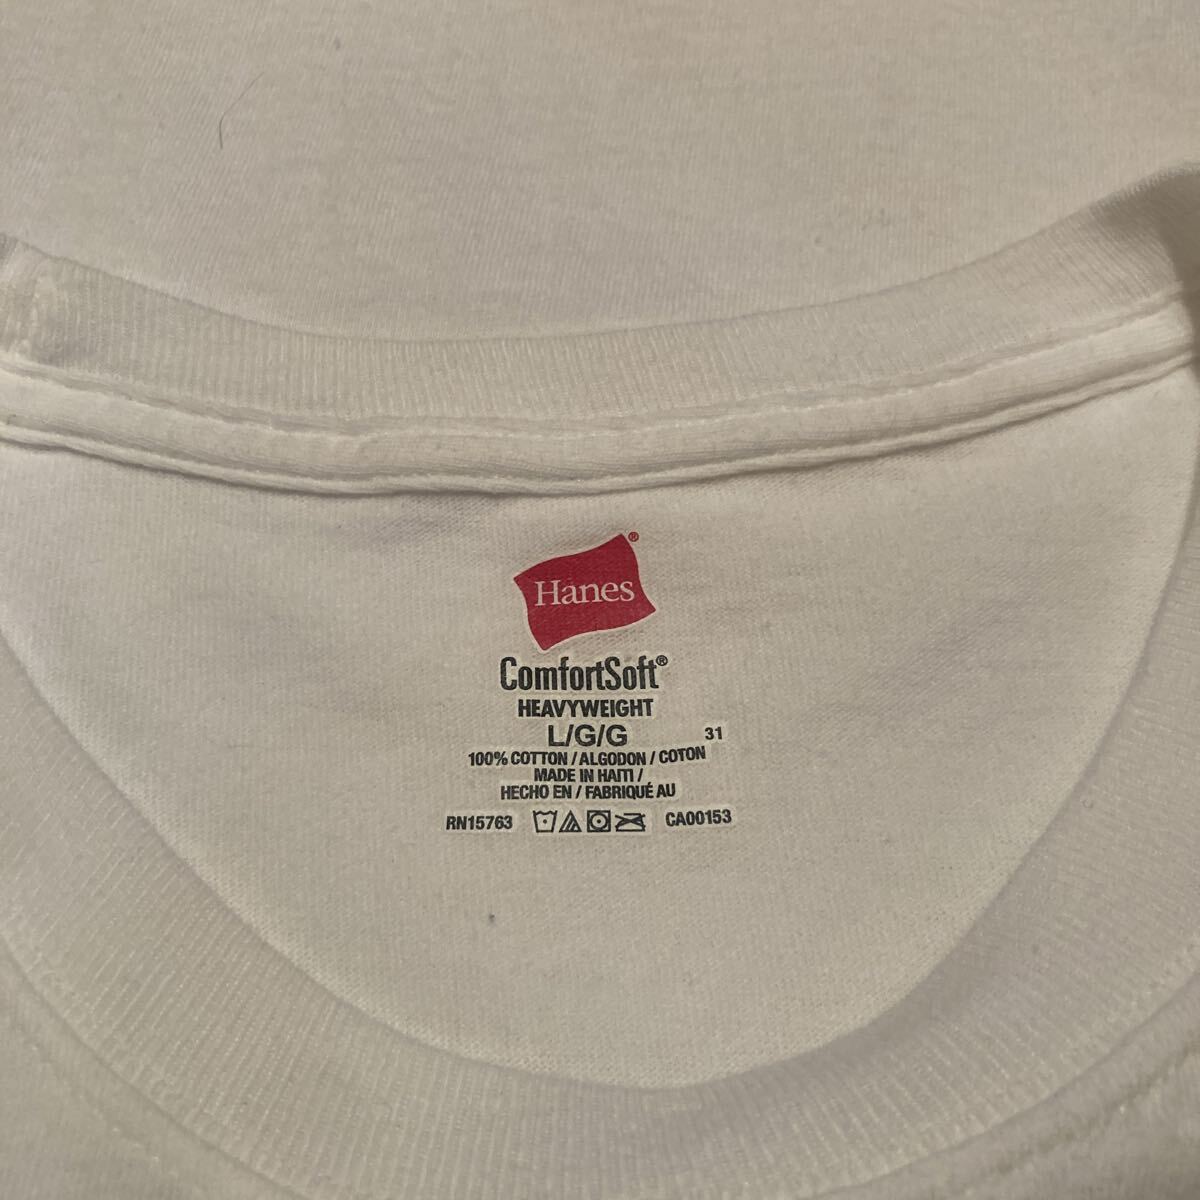 Hanes®
ComfortSoft®
HEAVYWEIGHT
L/G/G 31
100% COTTON / ALGODON / COTON
MADE IN HAITI /
HECHO EN / FABRIQUÉ AU
RN15763 CA00153